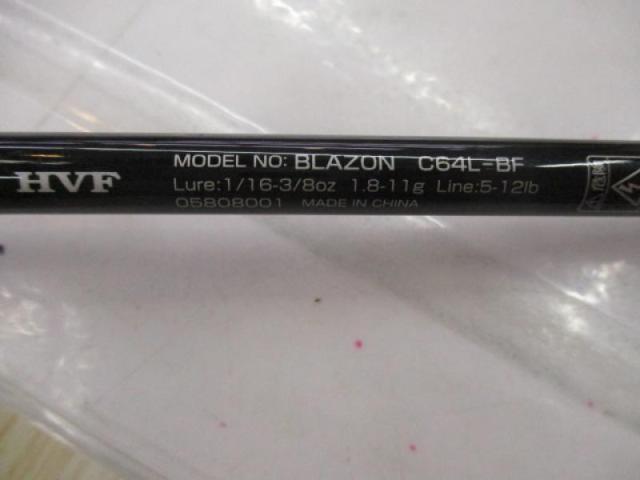 HVF
MODEL NO: BLAZON C64L-BF
Lure:1/16-3/8oz 1.8-11g Line:5-12lb
05808001 MADE IN CHINA